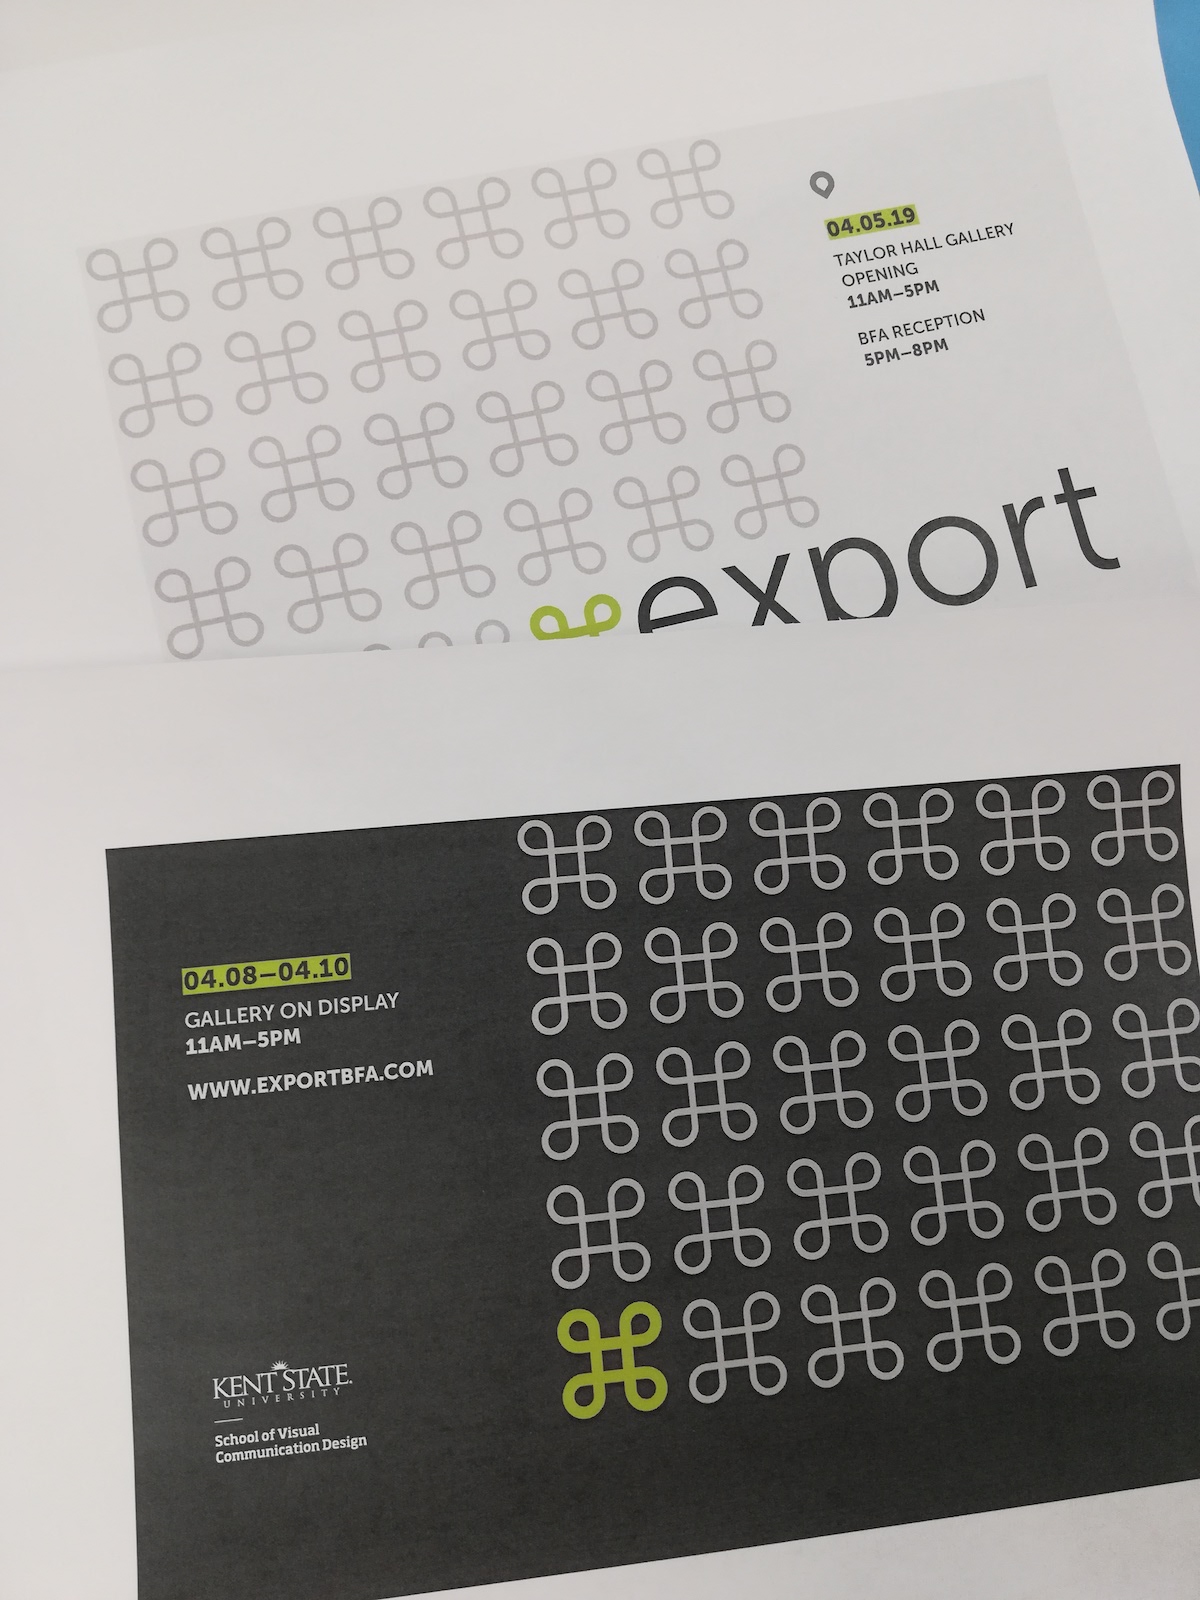 04.05.19
TAYLOR HALL GALLERY
OPENING
11AM–5PM
BFA RECEPTION
5PM–8PM
⌘export
04.08–04.10
GALLERY ON DISPLAY
11AM–5PM
WWW.EXPORTBFA.COM
KENT STATE.
UNIVERSITY
School of Visual
Communication Design